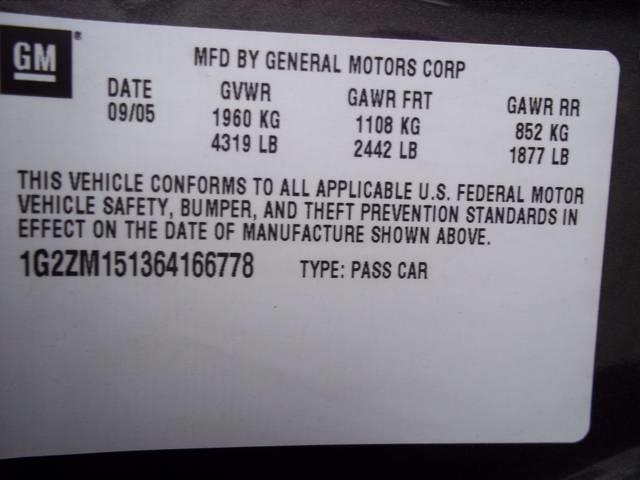 GM
MFD BY GENERAL MOTORS CORP
DATE GVWR GAWR FRT GAWR RR
09/05 1960 KG 1108 KG 852 KG
4319 LB 2442 LB 1877 LB
THIS VEHICLE CONFORMS TO ALL APPLICABLE U.S. FEDERAL MOTOR
VEHICLE SAFETY, BUMPER, AND THEFT PREVENTION STANDARDS IN
EFFECT ON THE DATE OF MANUFACTURE SHOWN ABOVE.
1G2ZM151364166778 TYPE: PASS CAR